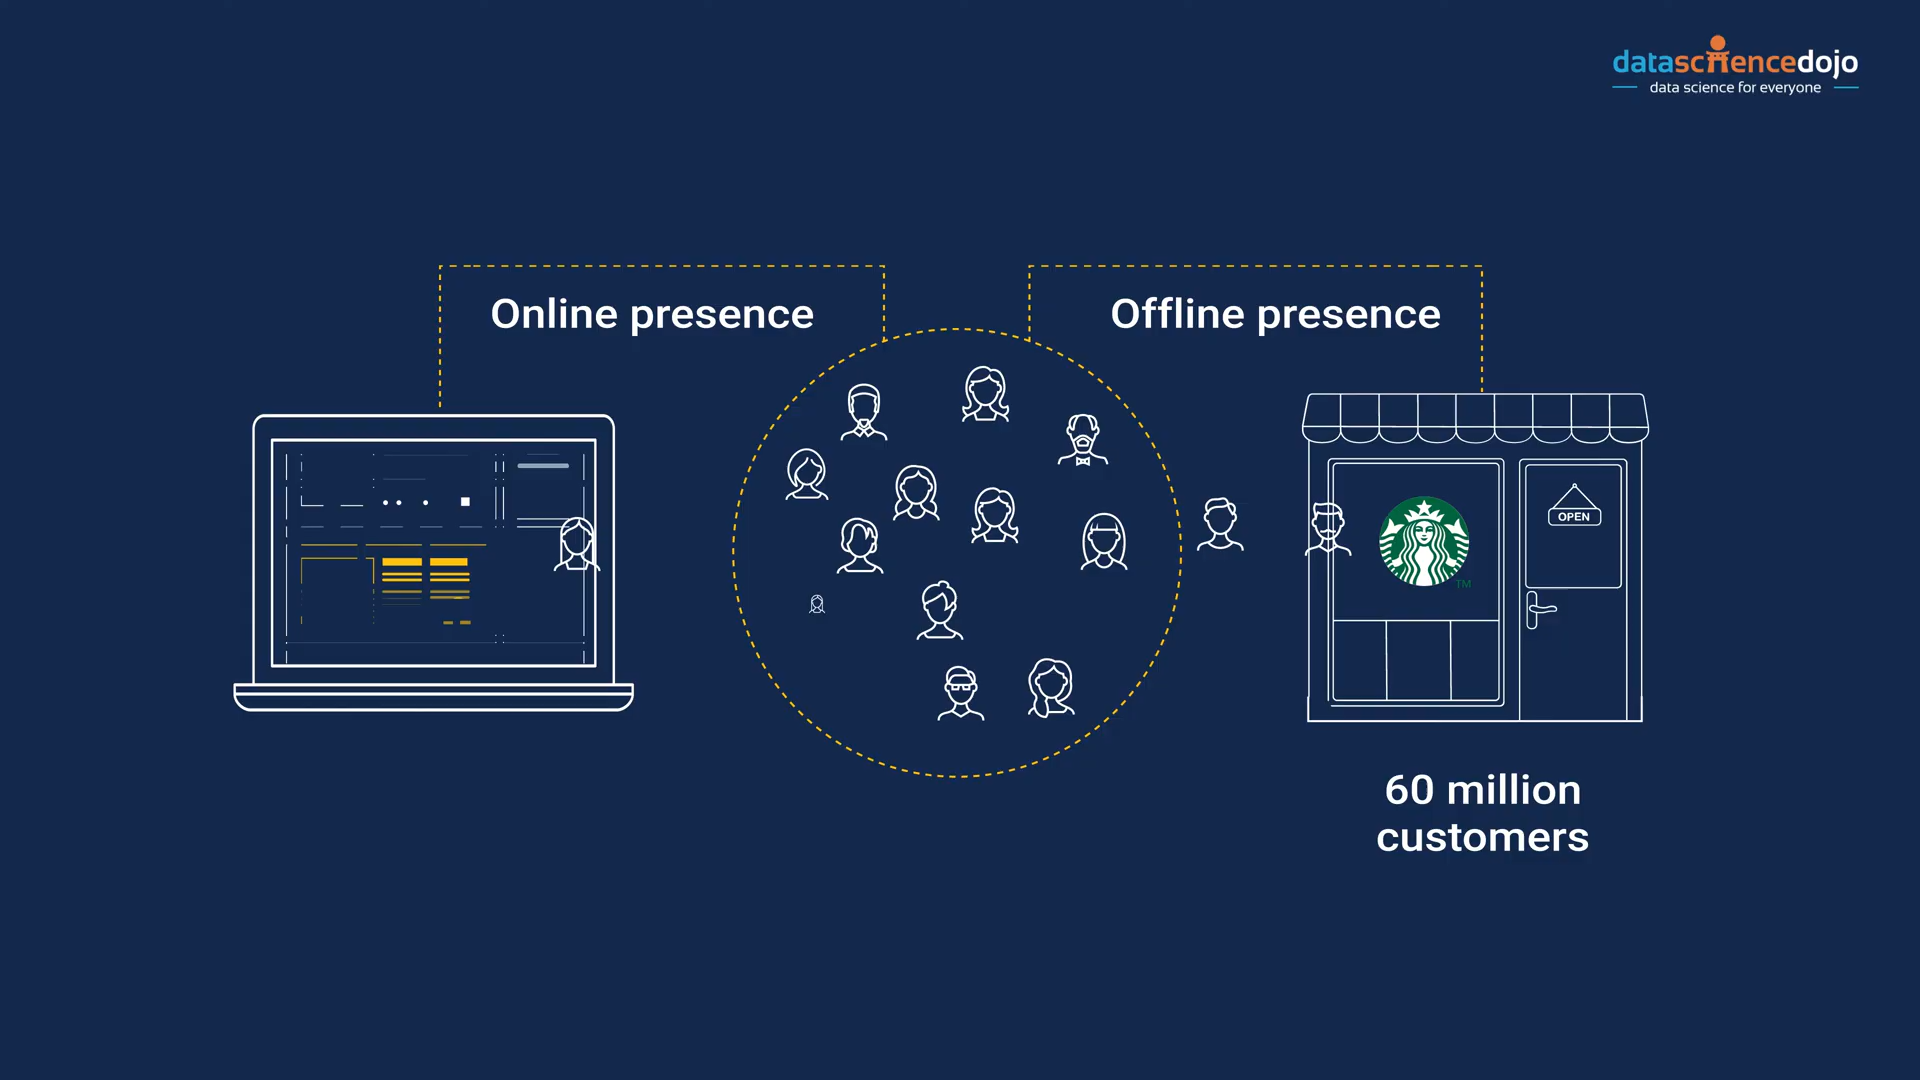 datasciencedojo
data science for everyone
Online presence
Offline presence
OPEN
TM
60 million
customers